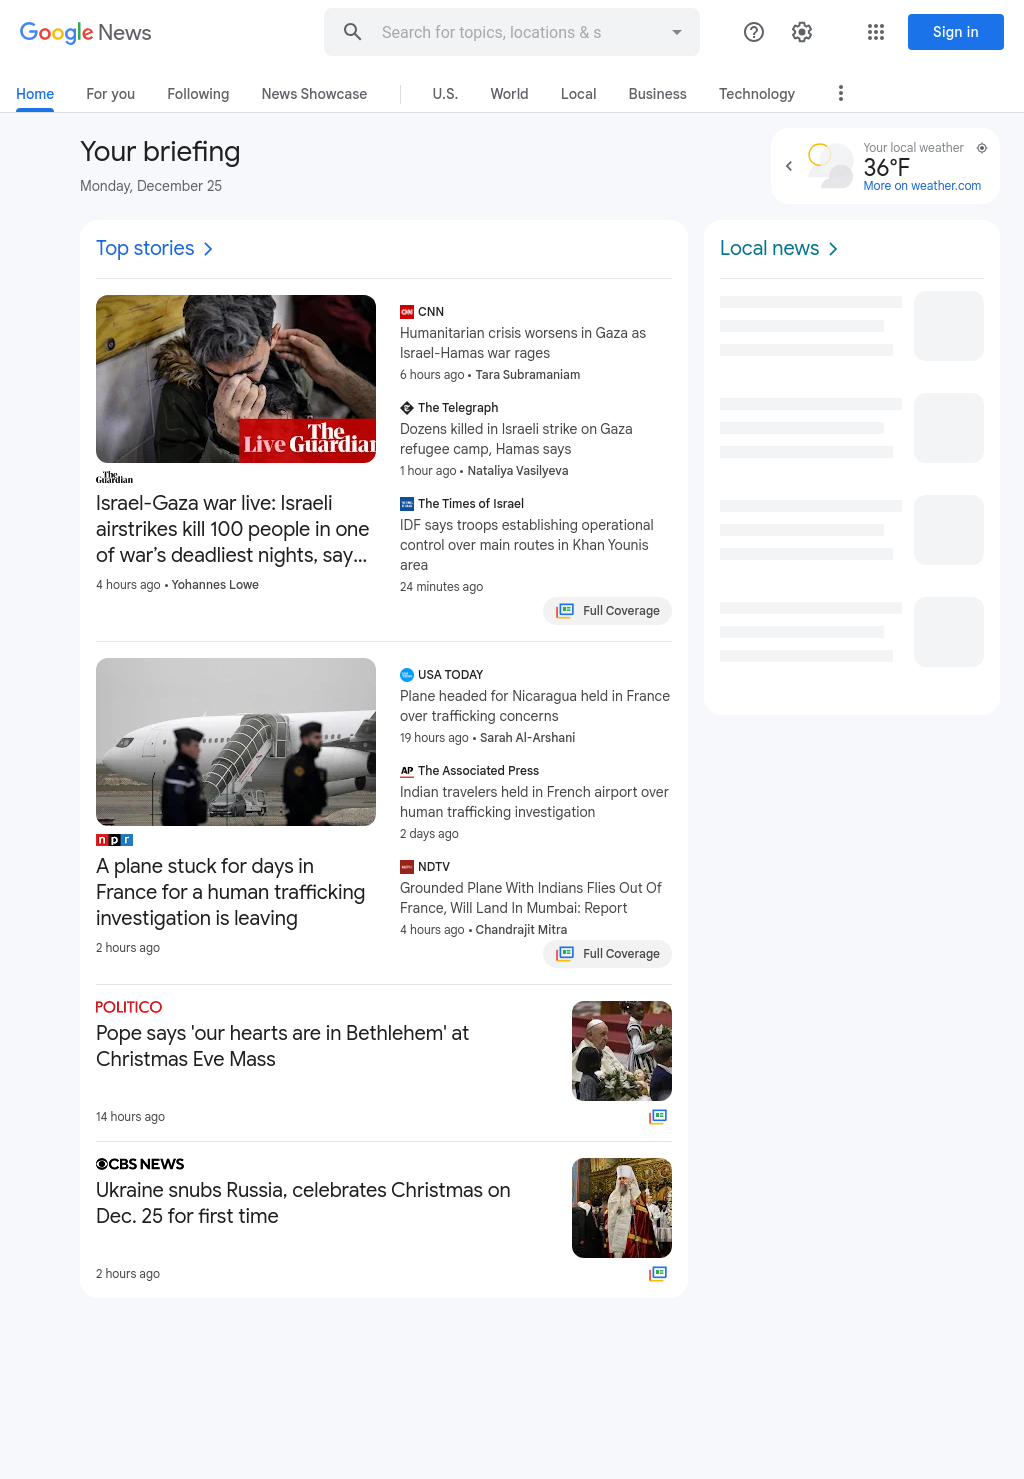 Google News
Search for topics, locations & s
Sign in
Home
For you
Following
News Showcase
U.S.
World
Local
Business
Technology
Your briefing
Monday, December 25
Your local weather
36°F
More on weather.com
Top stories
Live The Guardian
The Guardian
Israel-Gaza war live: Israeli
airstrikes kill 100 people in one
of war’s deadliest nights, say...
4 hours ago • Yohannes Lowe
CNN
Humanitarian crisis worsens in Gaza as
Israel-Hamas war rages
6 hours ago • Tara Subramaniam
The Telegraph
Dozens killed in Israeli strike on Gaza
refugee camp, Hamas says
1 hour ago • Nataliya Vasilyeva
The Times of Israel
IDF says troops establishing operational
control over main routes in Khan Younis
area
24 minutes ago
Full Coverage
npr
A plane stuck for days in
France for a human trafficking
investigation is leaving
2 hours ago
USA TODAY
Plane headed for Nicaragua held in France
over trafficking concerns
19 hours ago • Sarah Al-Arshani
AP The Associated Press
Indian travelers held in French airport over
human trafficking investigation
2 days ago
NDTV
Grounded Plane With Indians Flies Out Of
France, Will Land In Mumbai: Report
4 hours ago • Chandrajit Mitra
Full Coverage
POLITICO
Pope says 'our hearts are in Bethlehem' at
Christmas Eve Mass
14 hours ago
CBS NEWS
Ukraine snubs Russia, celebrates Christmas on
Dec. 25 for first time
2 hours ago
Local news